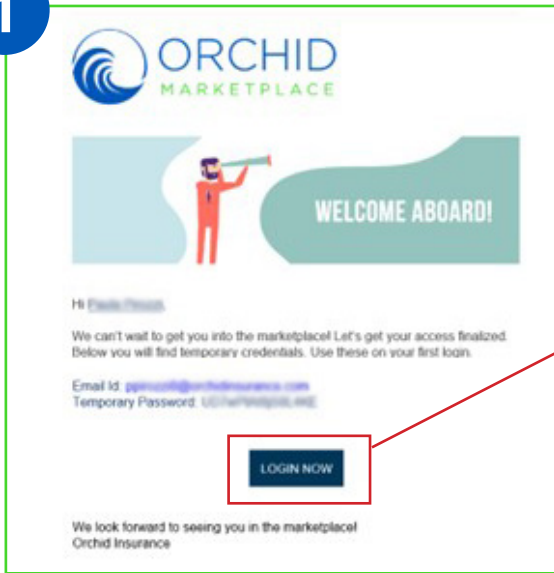 1
ORCHID
MARKETPLACE
WELCOME ABOARD!
Hi
We can't wait to get you into the marketplace! Let's get your access finalized.
Below you will find temporary credentials. Use these on your first login.
Email Id:
Temporary Password:
LOGIN NOW
We look forward to seeing you in the marketplace!
Orchid Insurance